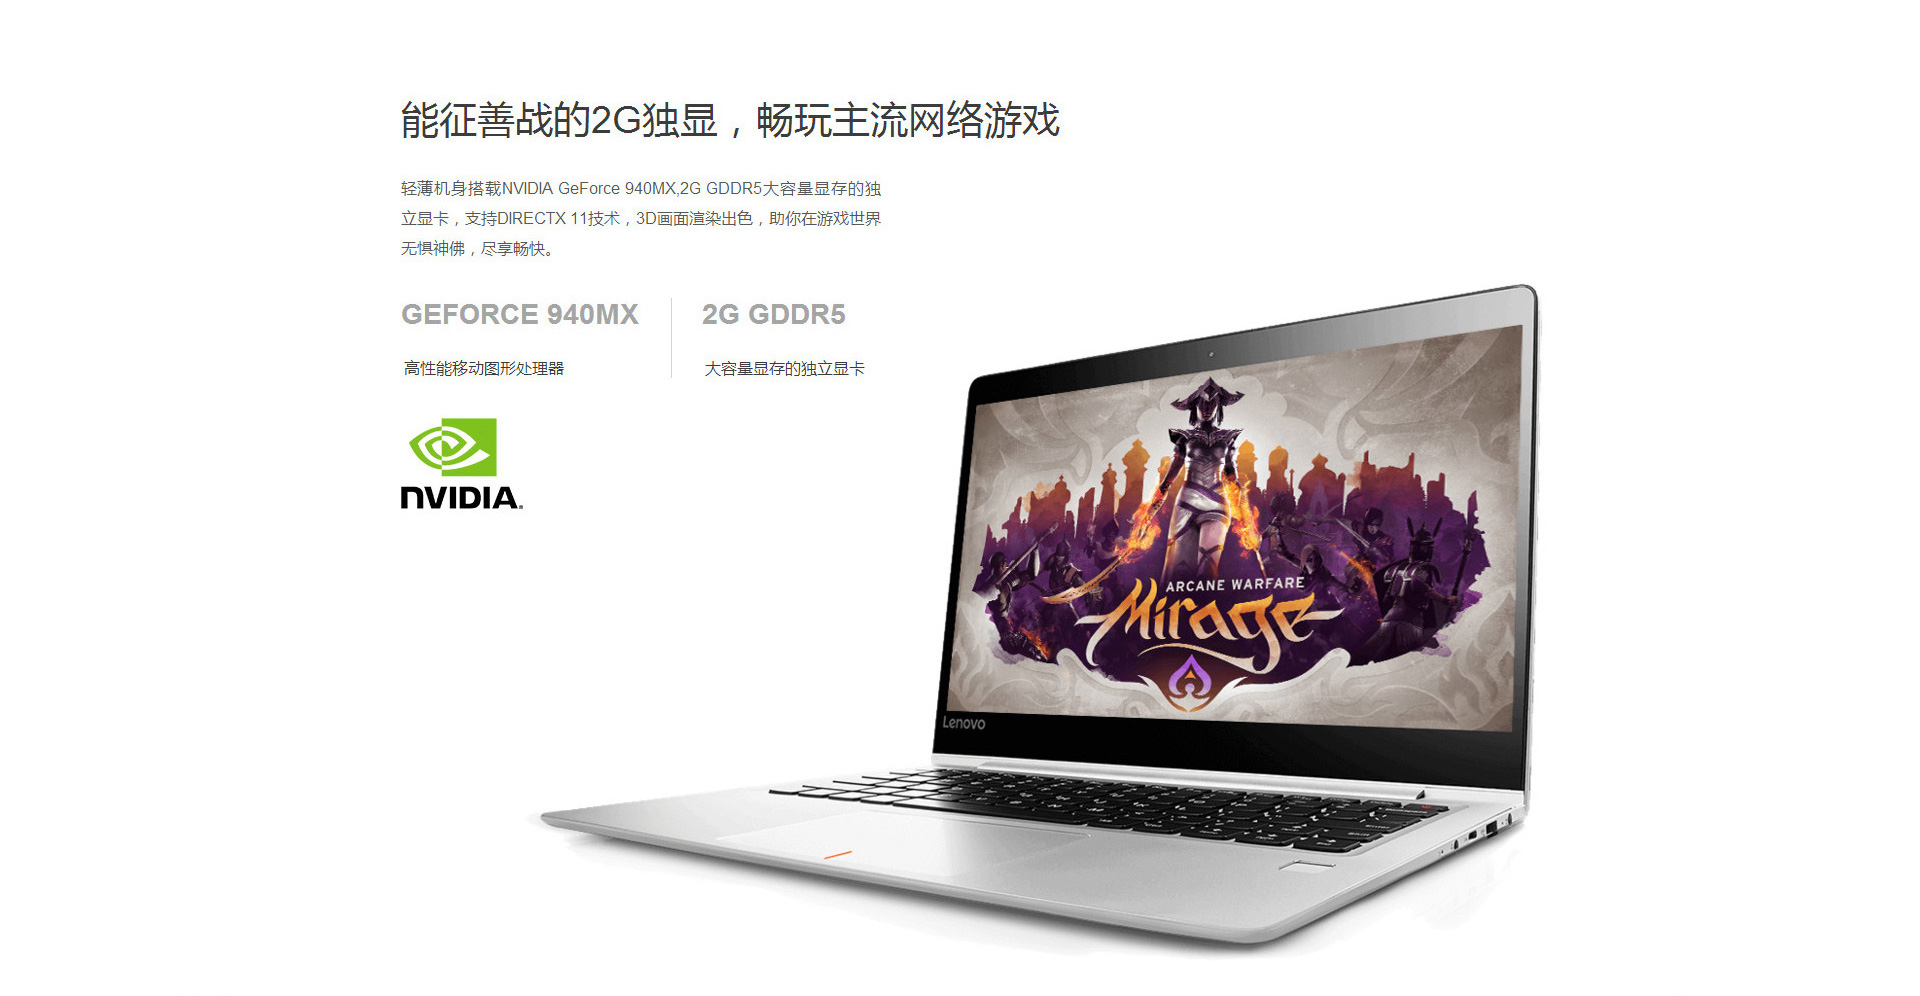 能征善战的2G独显，畅玩主流网络游戏
轻薄机身搭载NVIDIA GeForce 940MX,2G GDDR5大容量显存的独
立显卡，支持DIRECTX 11技术，3D画面渲染出色，助你在游戏世界
无惧神佛，尽享畅快。
GEFORCE 940MX
2G GDDR5
高性能移动图形处理器
大容量显存的独立显卡
NVIDIA.
ARCANE WARFARE
Mirage
Lenovo